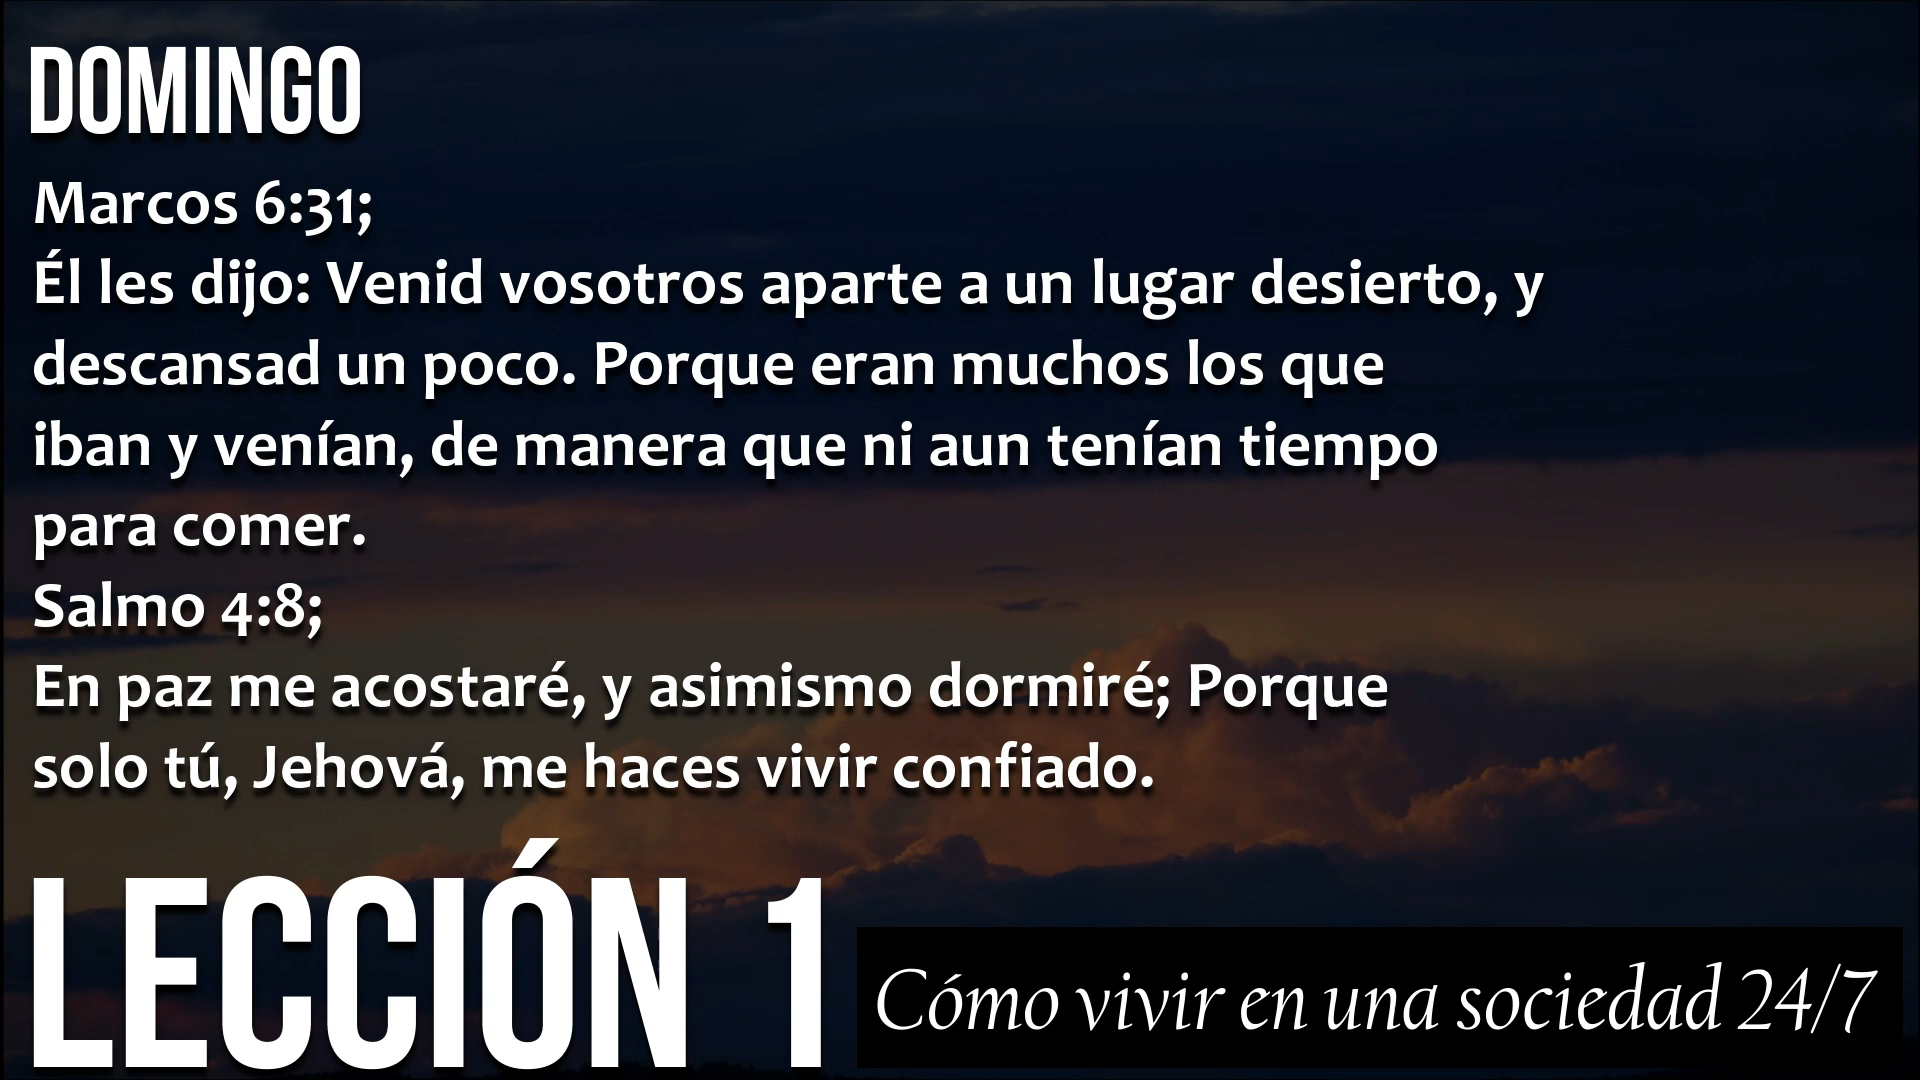 DOMINGO
Marcos 6:31;
Él les dijo: Venid vosotros aparte a un lugar desierto, y
descansad un poco. Porque eran muchos los que
iban y venían, de manera que ni aun tenían tiempo
para comer.
Salmo 4:8;
En paz me acostaré, y asimismo dormiré; Porque
solo tú, Jehová, me haces vivir confiado.
LECCIÓN 1
Cómo vivir en una sociedad 24/7